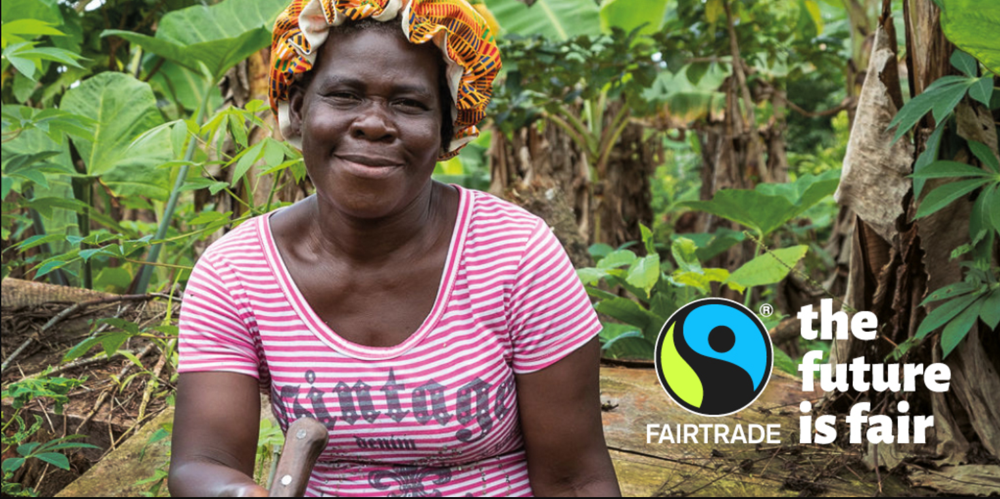 vintage
denim
®
FAIRTRADE
the
future
is fair